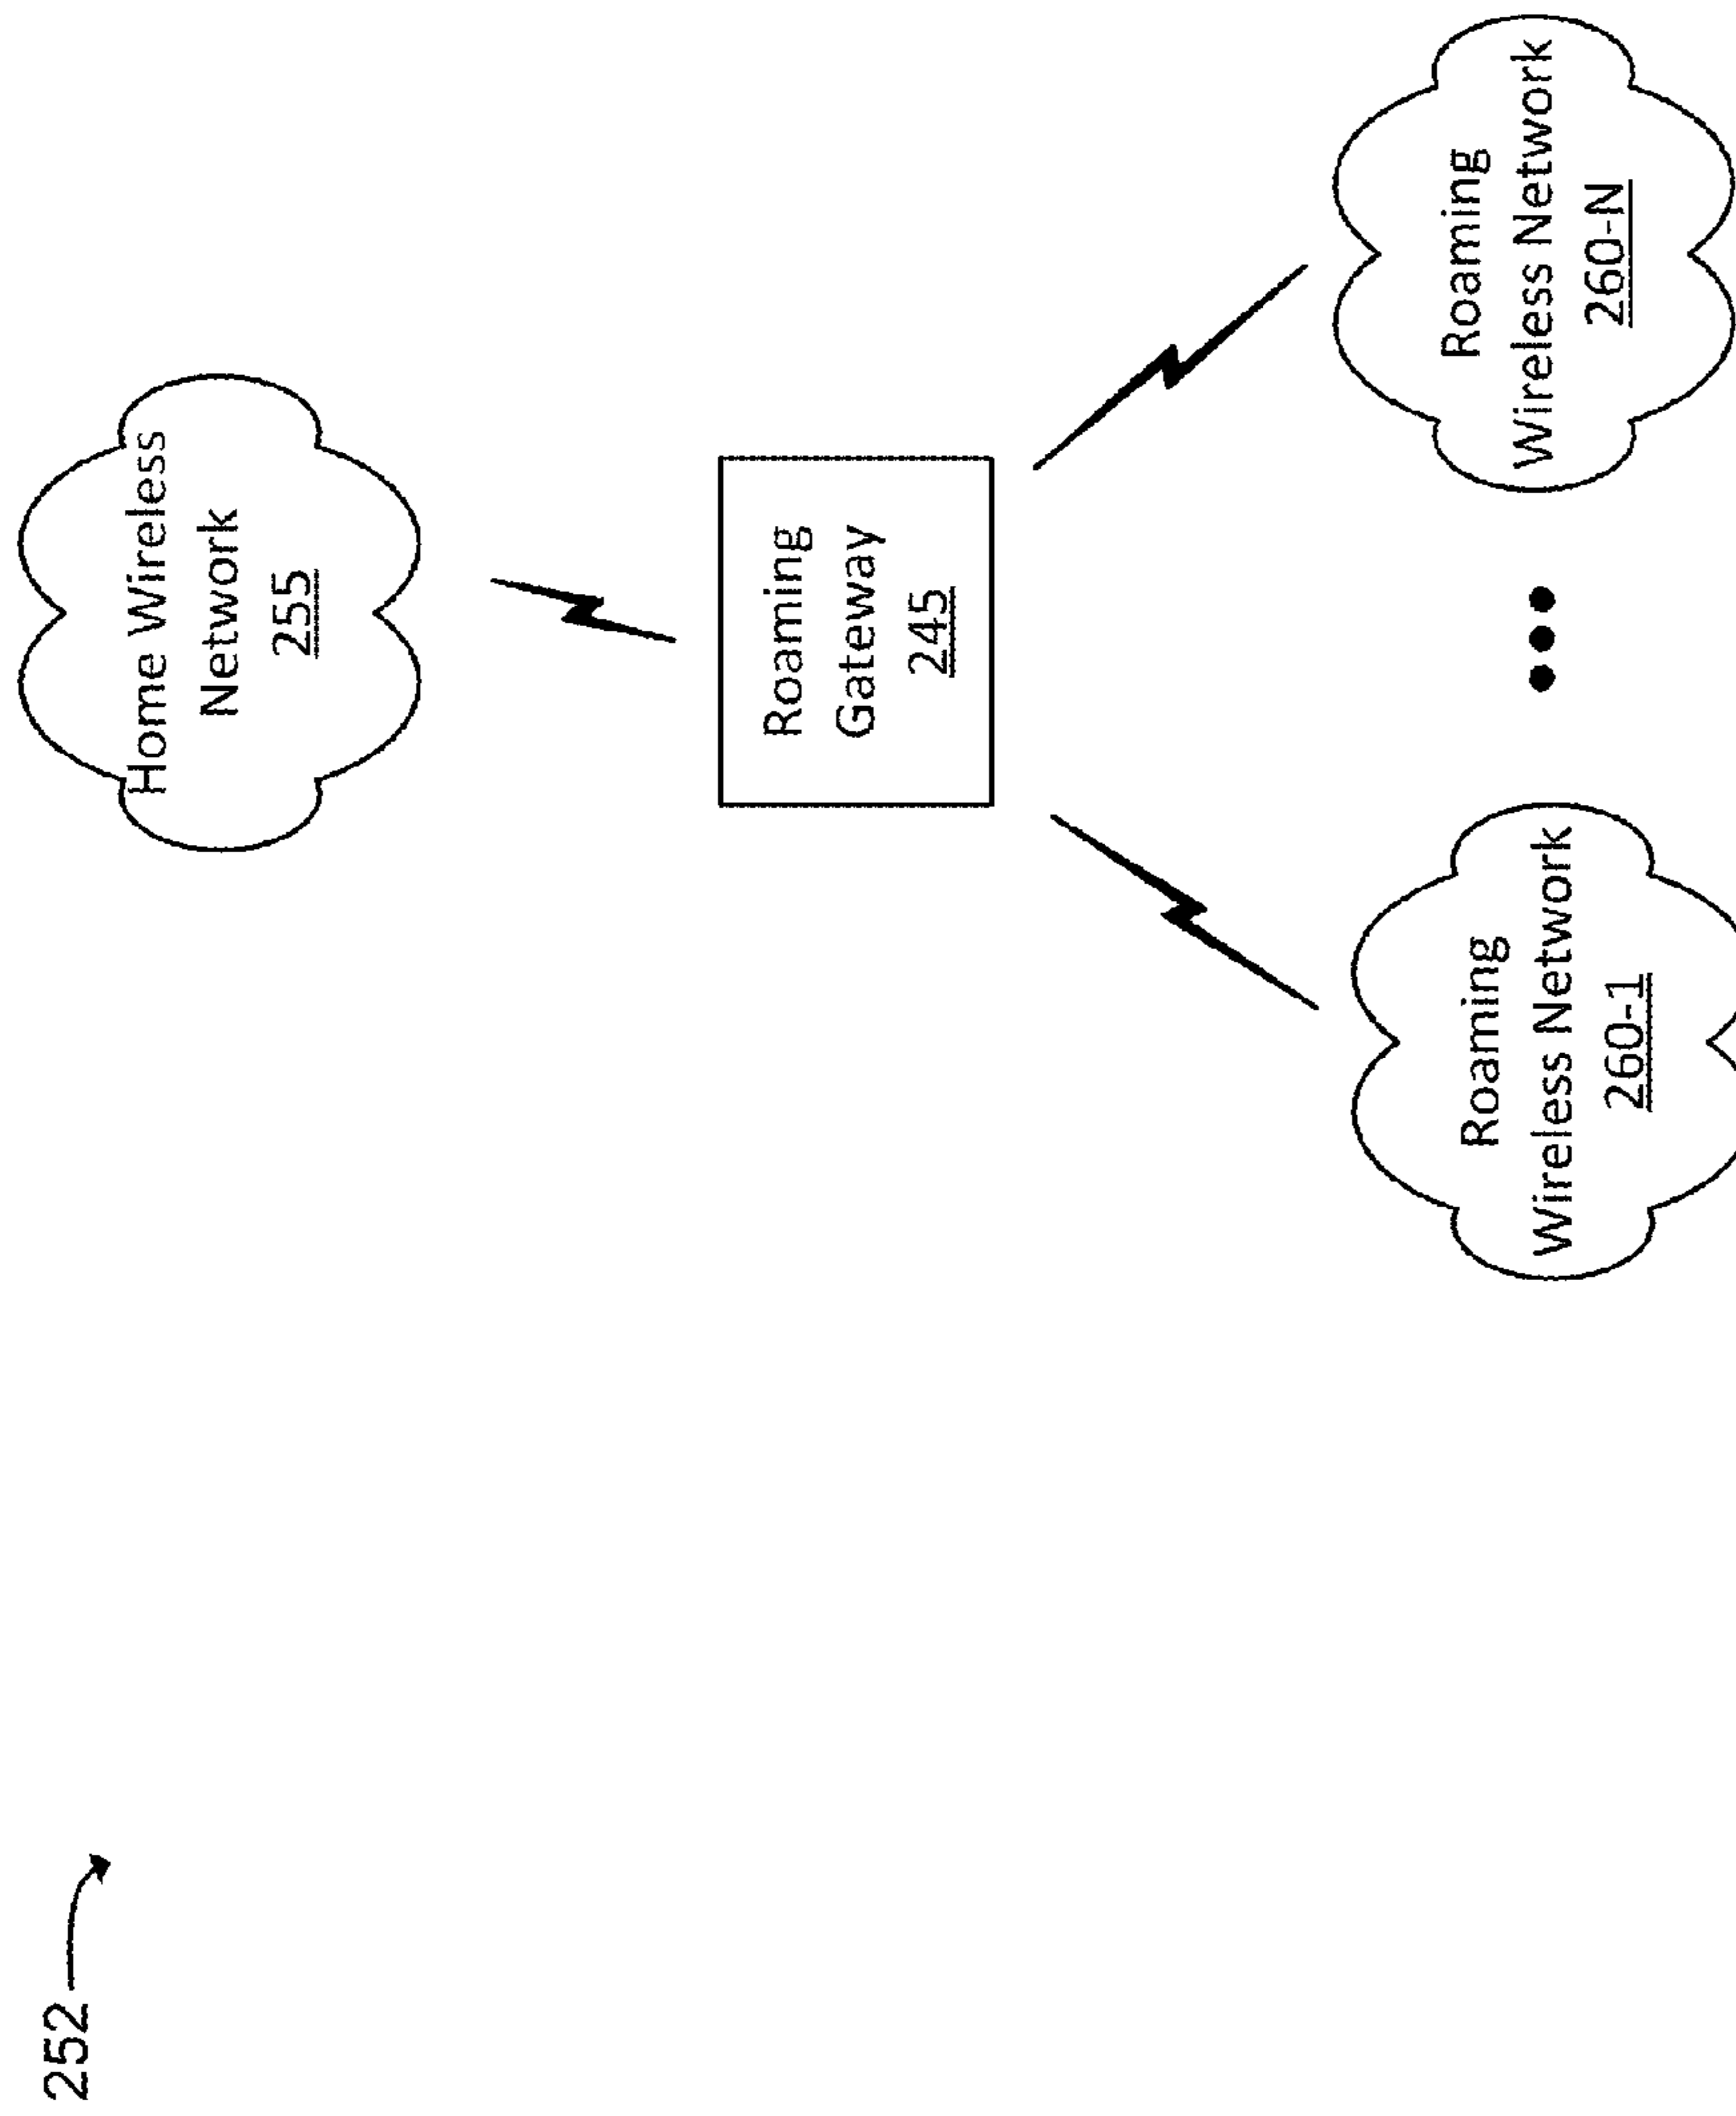 252
Home Wireless
Network
255
Roaming
Gateway
245
Roaming
Wireless Network
260-1
Roaming
Wireless Network
260-N